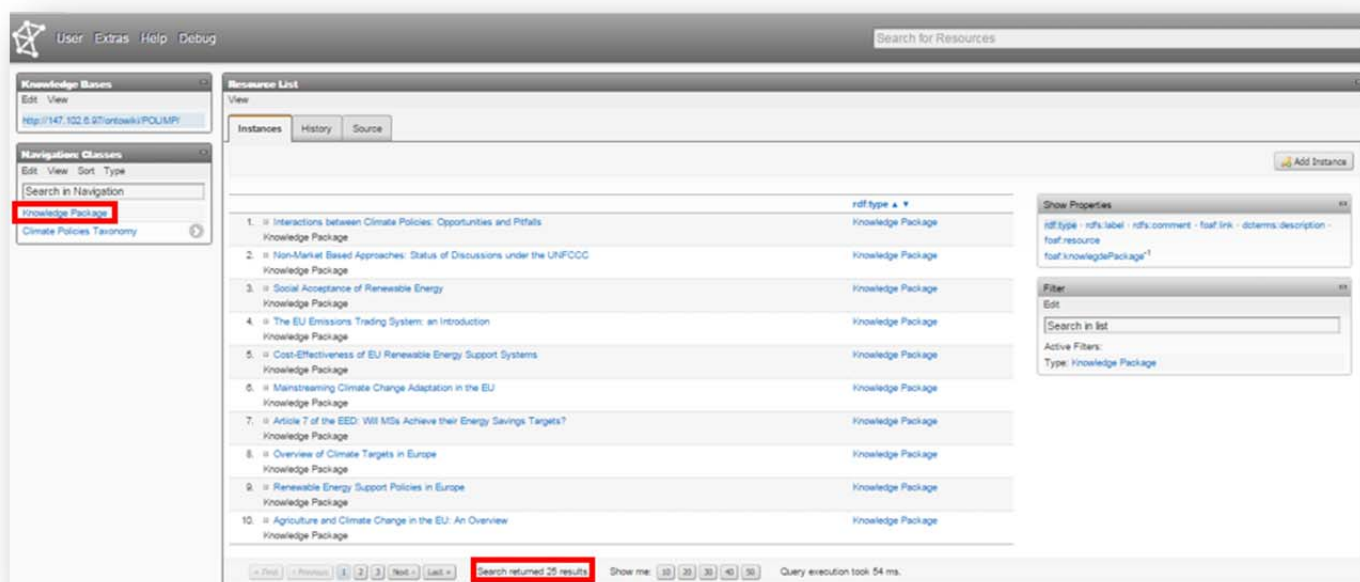 User Extras Help Debug
Search for Resources
Knowledge Bases
Edit View
http://147.102.6.97/ontowiki/POLIMP/
Navigation: Classes
Edit View Sort Type
Search in Navigation
Knowledge Package
Climate Policies Taxonomy
Resource List
View
Instances History Source
Add Instance
rdf:type
1. Interactions between Climate Policies: Opportunities and Pitfalls Knowledge Package
Knowledge Package
2. Non-Market Based Approaches: Status of Discussions under the UNFCCC Knowledge Package
Knowledge Package
3. Social Acceptance of Renewable Energy Knowledge Package
Knowledge Package
4. The EU Emissions Trading System: an Introduction Knowledge Package
Knowledge Package
5. Cost-Effectiveness of EU Renewable Energy Support Systems Knowledge Package
Knowledge Package
6. Mainstreaming Climate Change Adaptation in the EU Knowledge Package
Knowledge Package
7. Article 7 of the EED: Will MSs Achieve their Energy Savings Targets? Knowledge Package
Knowledge Package
8. Overview of Climate Targets in Europe Knowledge Package
Knowledge Package
9. Renewable Energy Support Policies in Europe Knowledge Package
Knowledge Package
10. Agriculture and Climate Change in the EU: An Overview Knowledge Package
Knowledge Package
« First ‹ Previous 1 2 3 Next › Last » Search returned 25 results. Show me: 10 20 30 40 50 Query execution took 54 ms.
Show Properties
rdf:type - rdfs:label - rdfs:comment - foaf:link - dcterms:description -
foaf:resource
foaf:knowlegdePackage-1
Filter
Edit
Search in list
Active Filters:
Type: Knowledge Package